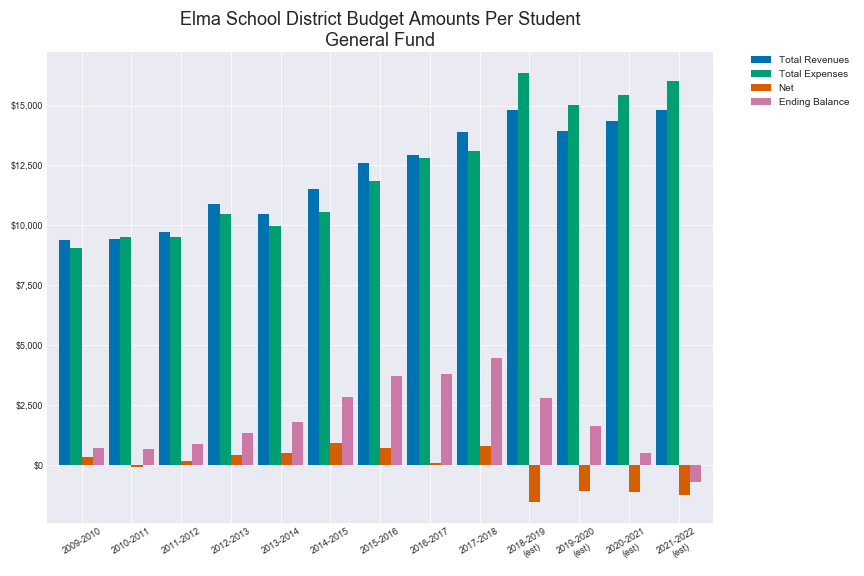 Elma School District Budget Amounts Per Student
General Fund
Total Revenues
Total Expenses
Net
Ending Balance
$15,000
$12,500
$10,000
$7,500
$5,000
$2,500
$0
2009-2010
2010-2011
2011-2012
2012-2013
2013-2014
2014-2015
2015-2016
2016-2017
2017-2018
2018-2019
(est)
2019-2020
(est)
2020-2021
(est)
2021-2022
(est)